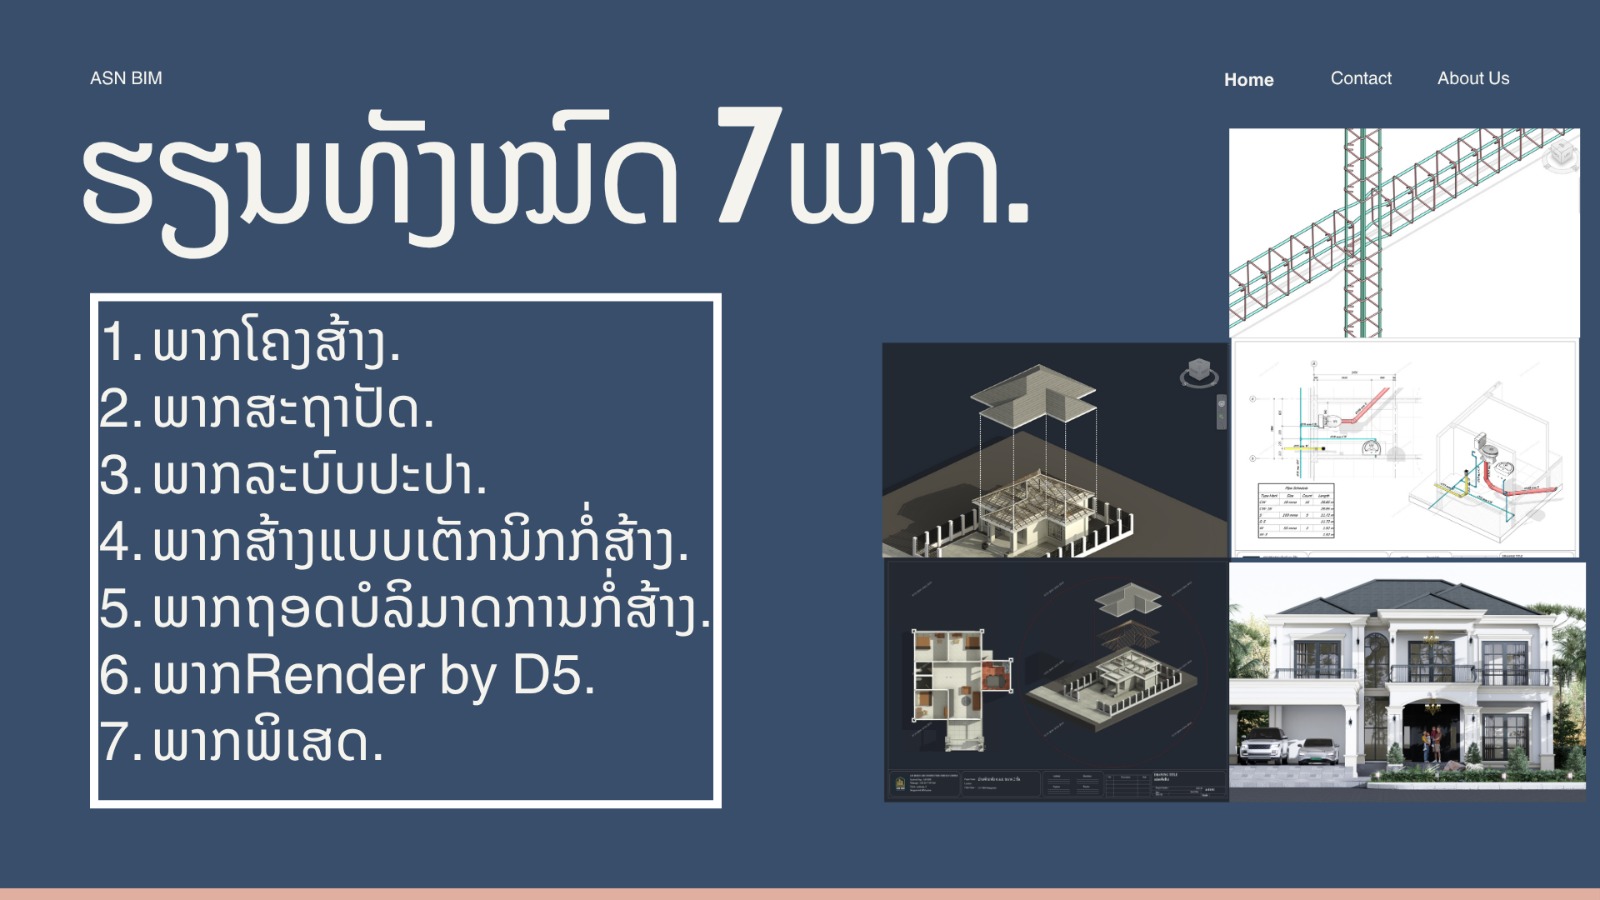 ASN BIM
Home
Contact
About Us
ຮຽນທັງໝົດ 7ພາກ.
1. ພາກໂຄງສ້າງ.
2. ພາກສະຖາປັດ.
3. ພາກລະບົບປະປາ.
4. ພາກສ້າງແບບເຕັກນິກກໍ່ສ້າງ.
5. ພາກຖອດບໍລິມາດການກໍ່ສ້າງ.
6. ພາກRender by D5.
7. ພາກພິເສດ.